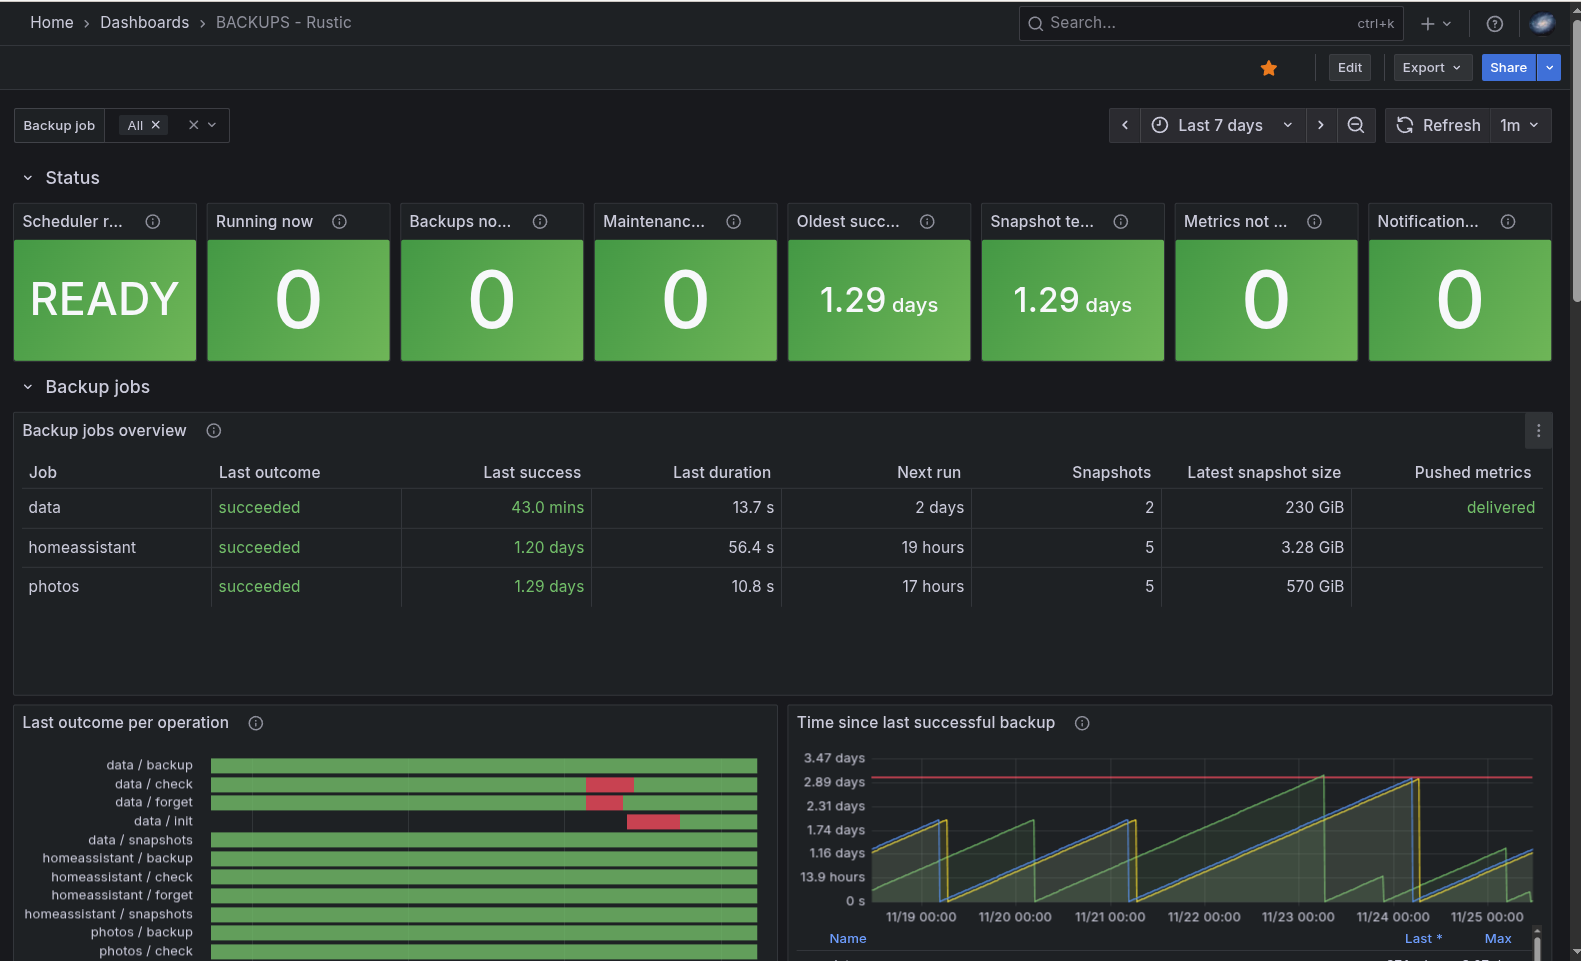 Home › Dashboards › BACKUPS - Rustic
Search... ctrl+k
Edit Export Share
Backup job All
Last 7 days Refresh 1m
Status
Scheduler r... Running now Backups no... Maintenanc... Oldest succ... Snapshot te... Metrics not ... Notification...
READY 0 0 0 1.29 days 1.29 days 0 0
Backup jobs
Backup jobs overview
Job Last outcome Last success Last duration Next run Snapshots Latest snapshot size Pushed metrics
data succeeded 43.0 mins 13.7 s 2 days 2 230 GiB delivered
homeassistant succeeded 1.20 days 56.4 s 19 hours 5 3.28 GiB
photos succeeded 1.29 days 10.8 s 17 hours 5 570 GiB
Last outcome per operation
data / backup
data / check
data / forget
data / init
data / snapshots
homeassistant / backup
homeassistant / check
homeassistant / forget
homeassistant / snapshots
photos / backup
photos / check
Time since last successful backup
3.47 days
2.89 days
2.31 days
1.74 days
1.16 days
13.9 hours
0 s
11/19 00:00 11/20 00:00 11/21 00:00 11/22 00:00 11/23 00:00 11/24 00:00 11/25 00:00
Name Last * Max